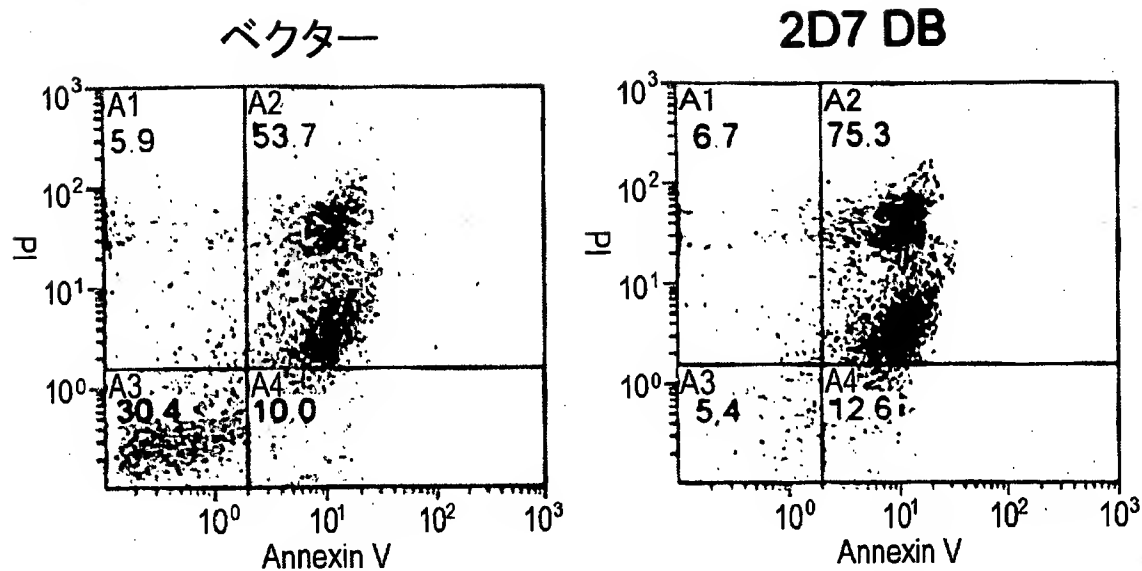 ベクター
10³
A1
5.9
A2
53.7
10²
PI
10¹
10⁰
A3
30.4
A4
10.0
10⁰
10¹
10²
10³
Annexin V
2D7 DB
10³
A1
6.7
A2
75.3
10²
PI
10¹
10⁰
A3
5.4
A4
12.6
10⁰
10¹
10²
10³
Annexin V